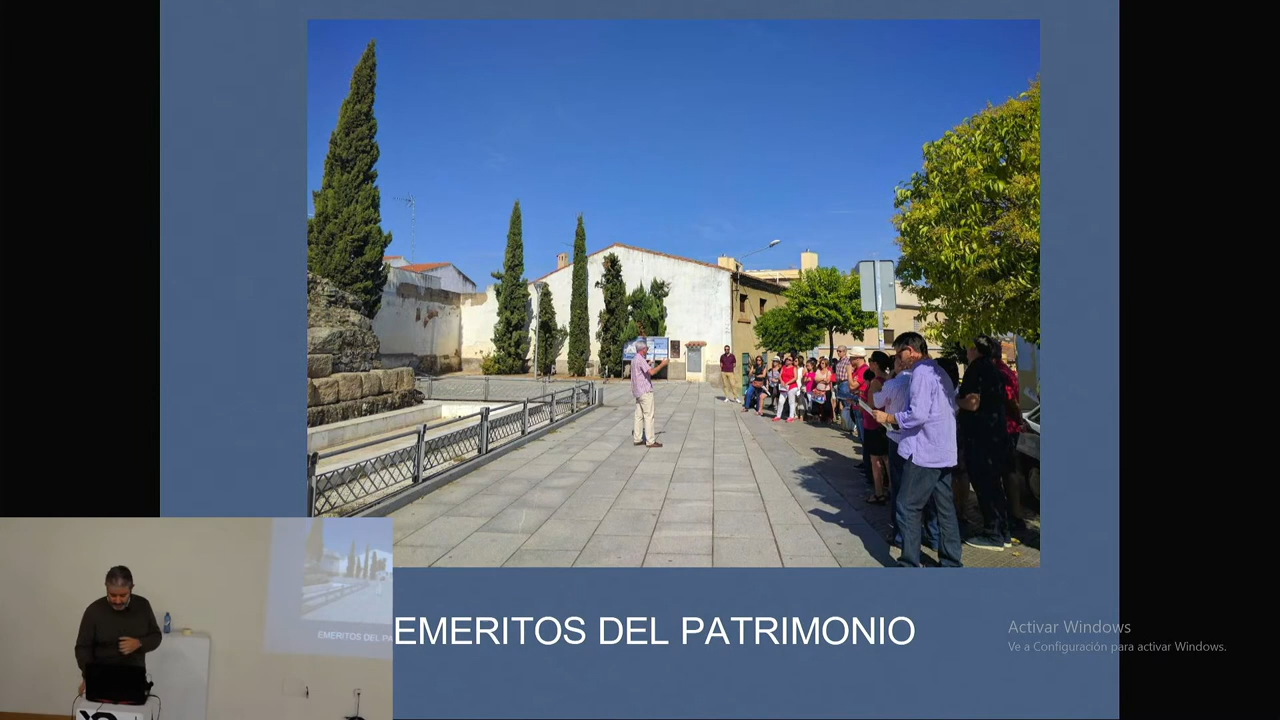 EMERITOS DEL PATRIMONIO
Activar Windows
Ve a Configuración para activar Windows.
EMERITOS DEL PA